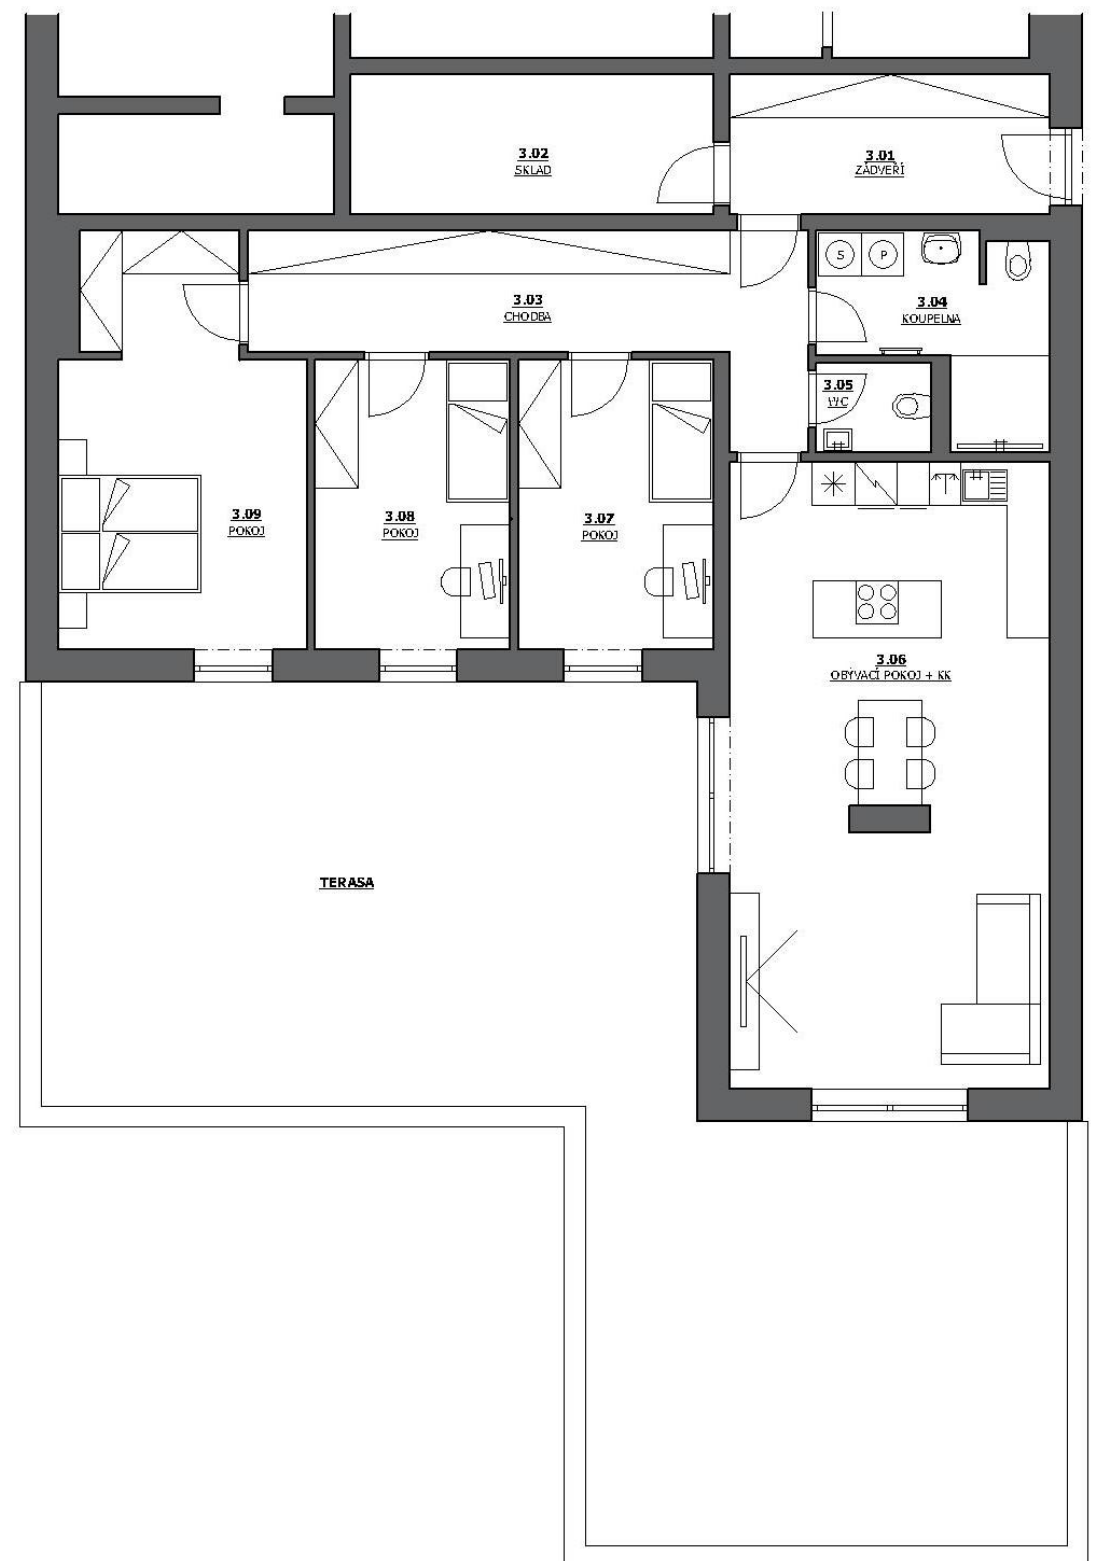 3.02
SKLAD
3.01
ZÁDVEŘÍ
3.03
CHODBA
S
P
3.04
KOUPELNA
3.05
WC
3.09
POKOJ
3.08
POKOJ
3.07
POKOJ
3.06
OBÝVACÍ POKOJ + KK
TERASA